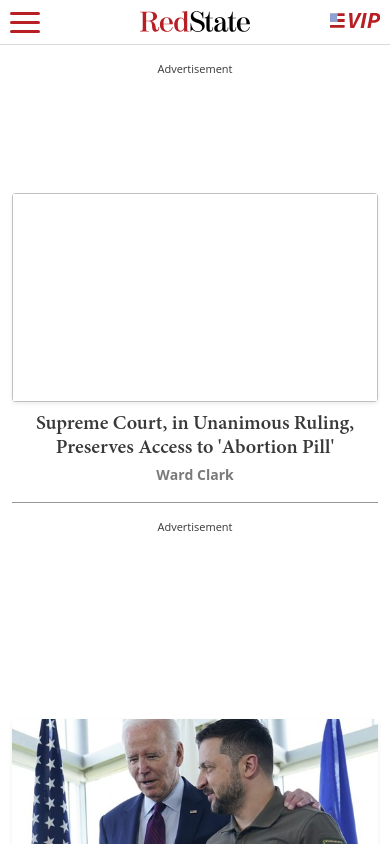 RedState
VIP
Advertisement
Supreme Court, in Unanimous Ruling,
Preserves Access to 'Abortion Pill'
Ward Clark
Advertisement